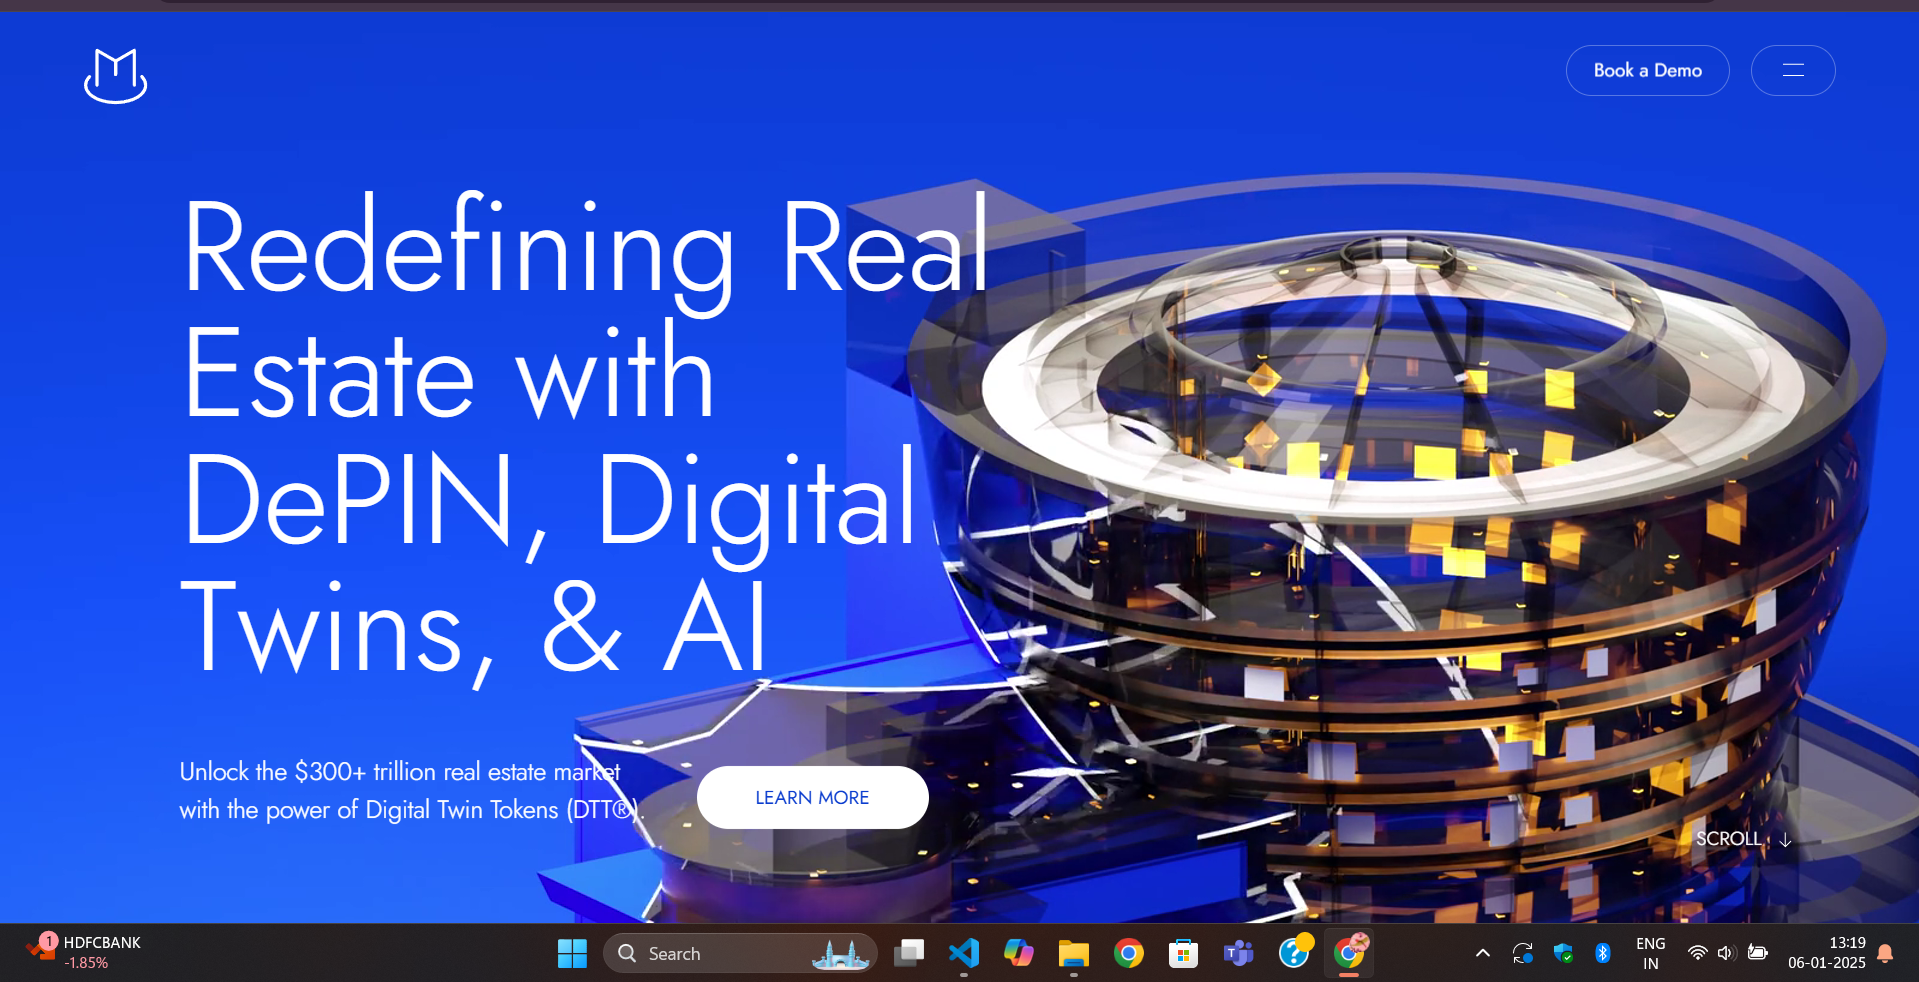 Book a Demo
Redefining Real
Estate with
DePIN, Digital
Twins, & AI
Unlock the $300+ trillion real estate market
with the power of Digital Twin Tokens (DTT®).
LEARN MORE
SCROLL ↓
1
HDFCBANK
-1.85%
Search
ENG
IN
13:19
06-01-2025